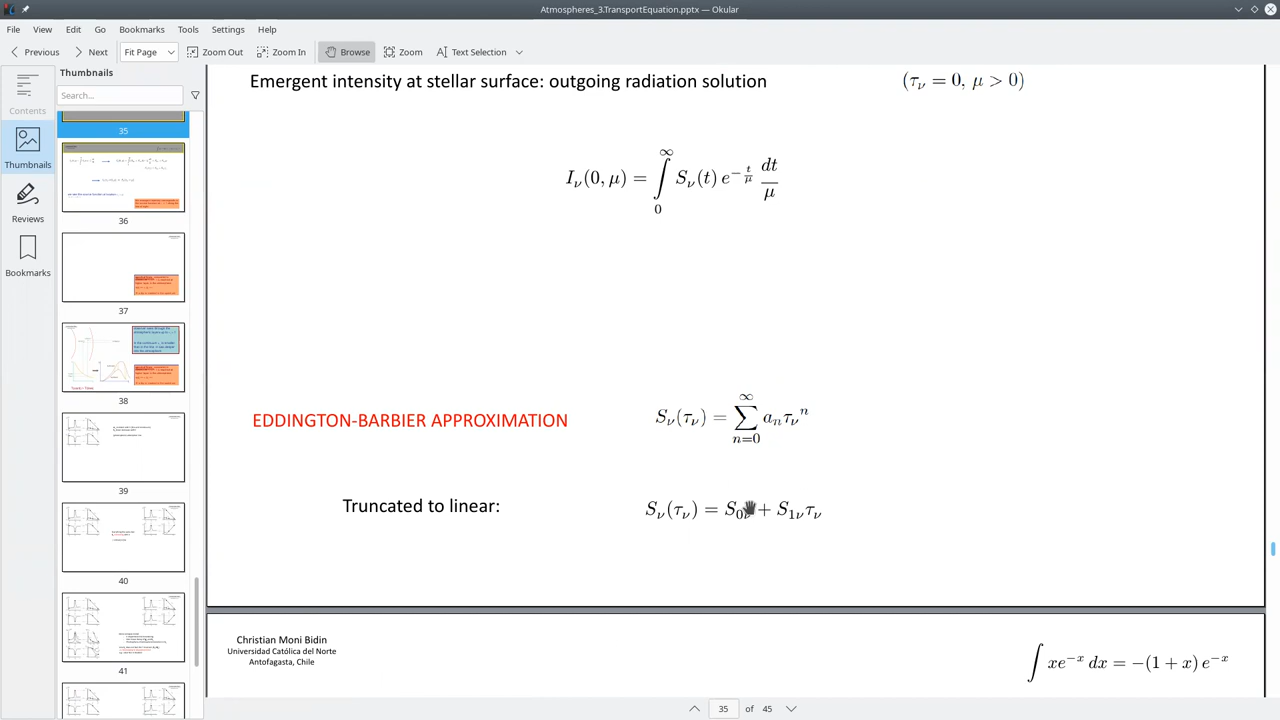 Atmospheres_3.TransportEquation.pptx — Okular
File View Edit Go Bookmarks Tools Settings Help
Previous Next Fit Page Zoom Out Zoom In Browse Zoom Text Selection
Thumbnails
Search...
Contents
Thumbnails
Reviews
Bookmarks
35
36
37
38
39
40
41
Emergent intensity at stellar surface: outgoing radiation solution (τ_ν = 0, μ > 0)
I_ν(0, μ) = ∫_0^∞ S_ν(t) e^{−t/μ} dt/μ
EDDINGTON-BARBIER APPROXIMATION S_ν(τ_ν) = ∑_{n=0}^∞ a_n τ_ν^n
Truncated to linear: S_ν(τ_ν) = S_{0ν} + S_{1ν}τ_ν
Christian Moni Bidin
Universidad Católica del Norte
Antofagasta, Chile
∫ xe^{−x} dx = −(1 + x) e^{−x}
35 of 45